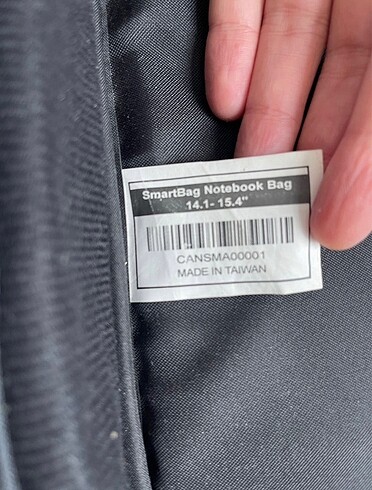 SmartBag Notebook Bag
14.1- 15.4"
CANSMA00001
MADE IN TAIWAN